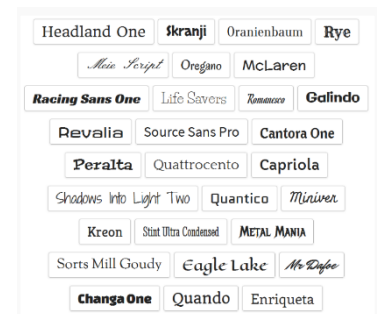 Headland One Skranji Oranienbaum Rye
Meie Script Oregano McLaren
Racing Sans One Life Savers Romanesco Galindo
Revalia Source Sans Pro Cantora One
Peralta Quattrocento Capriola
Shadows Into Light Two Quantico Miniver
Kreon Stint Ultra Condensed Metal Mania
Sorts Mill Goudy Eagle Lake Mr Dafoe
Changa One Quando Enriqueta